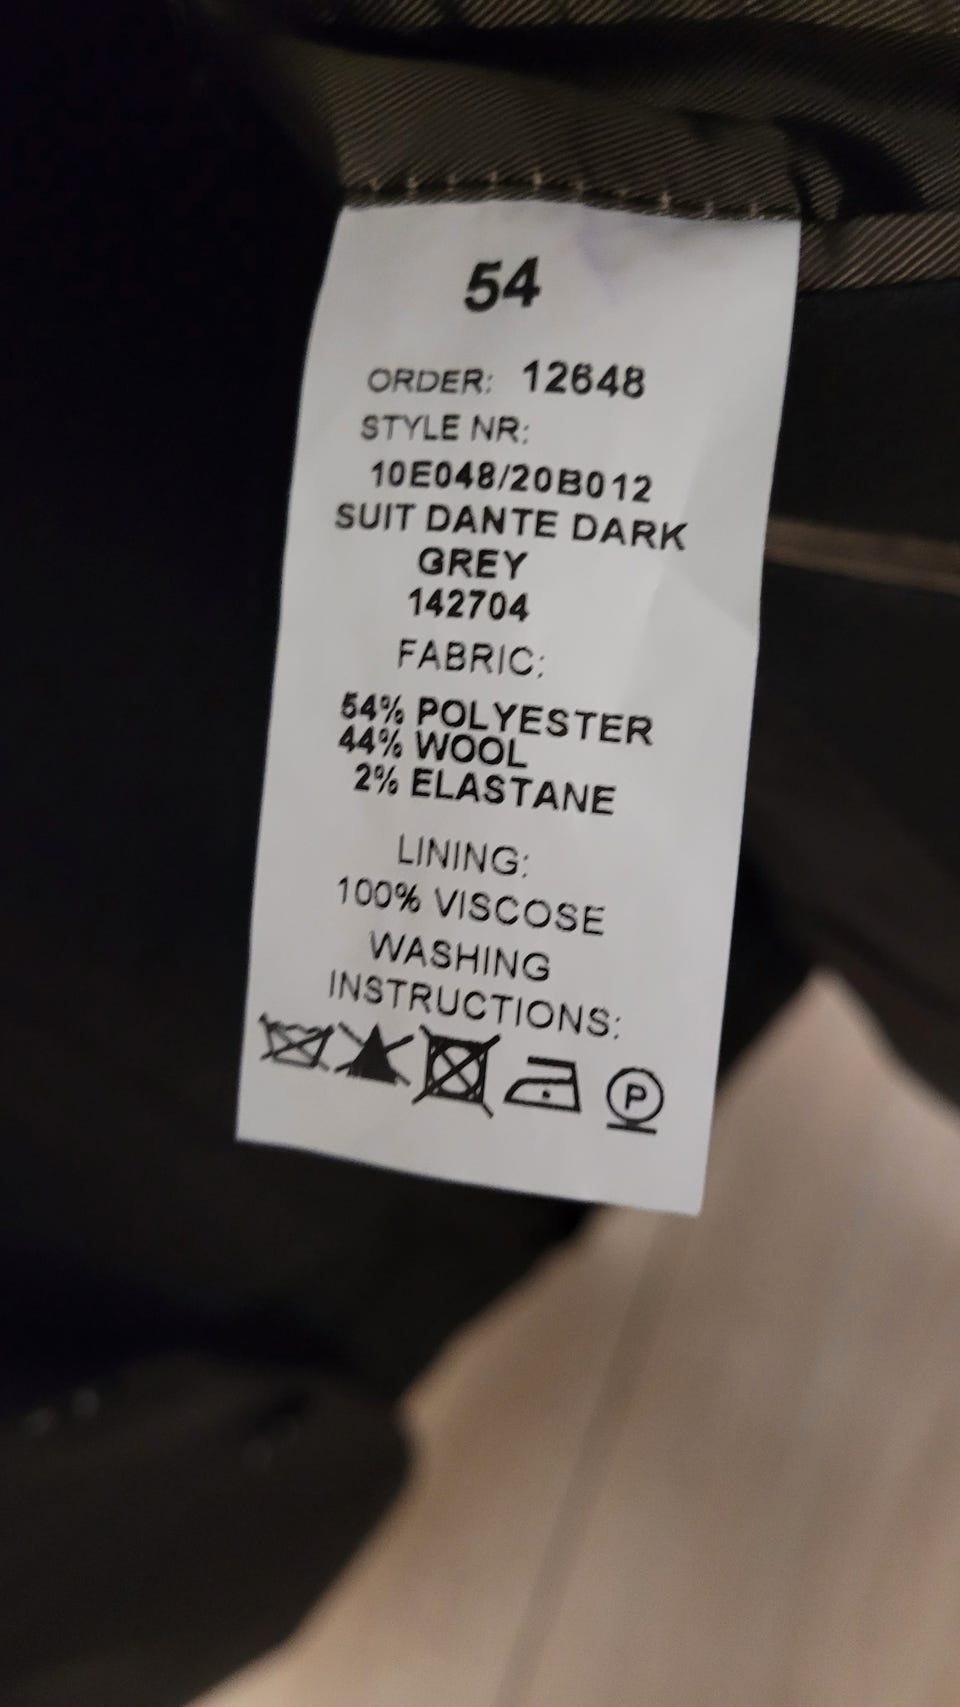 54
ORDER: 12648
STYLE NR:
10E048/20B012
SUIT DANTE DARK
GREY
142704
FABRIC:
54% POLYESTER
44% WOOL
2% ELASTANE
LINING:
100% VISCOSE
WASHING
INSTRUCTIONS:
P